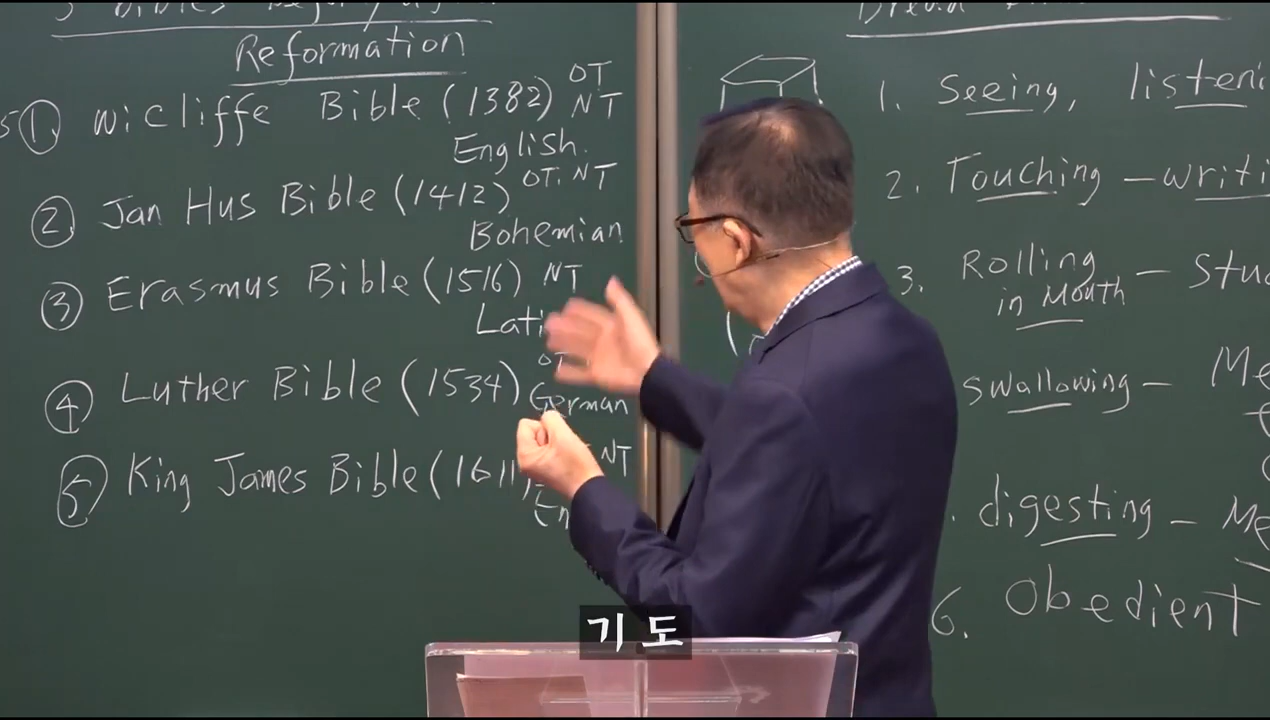 Reformation
① Wicliffe Bible (1382) OT NT
English.
② Jan Hus Bible (1412) OT. NT
Bohemian
③ Erasmus Bible (1516) NT
④ Luther Bible (1534) OT
German
⑤ King James Bible (1611) NT
1. Seeing,
2. Touching –
3. Rolling –
in Mouth
swallowing –
digesting –
6. Obedient
기도